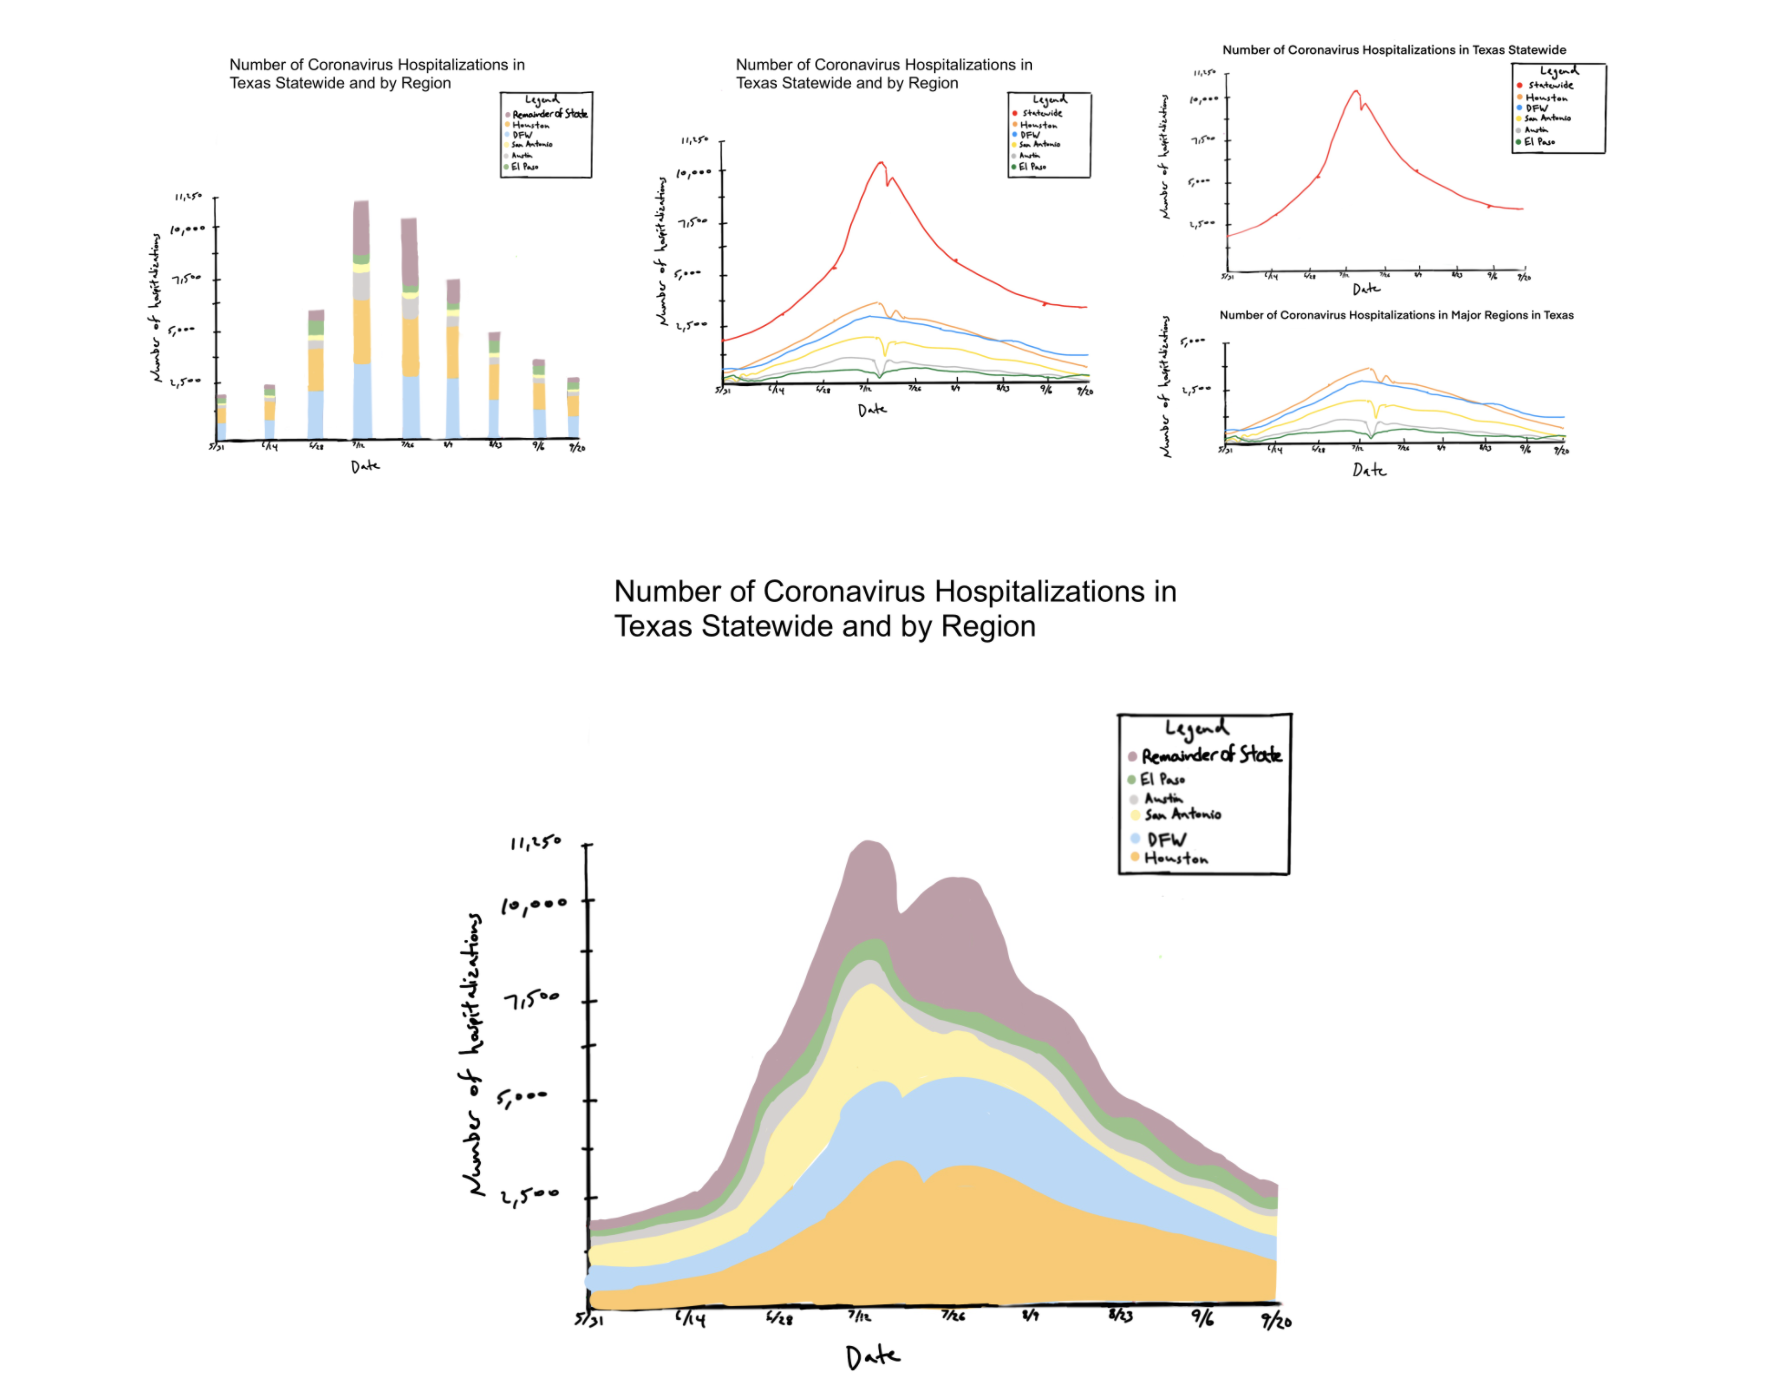 Number of Coronavirus Hospitalizations in
Texas Statewide and by Region
Legend
Remainder of State
Houston
DFW
San Antonio
Austin
El Paso
11,250
10,000
7,500
5,000
2,500
Number of hospitalizations
5/31 6/14 6/28 7/12 7/26 8/9 8/23 9/6 9/20
Date
Number of Coronavirus Hospitalizations in
Texas Statewide and by Region
Legend
Statewide
Houston
DFW
San Antonio
Austin
El Paso
11,250
10,000
7,500
5,000
2,500
Number of hospitalizations
5/31 6/14 6/28 7/12 7/26 8/9 8/23 9/6 9/20
Date
Number of Coronavirus Hospitalizations in Texas Statewide
Legend
Statewide
Houston
DFW
San Antonio
Austin
El Paso
11,250
10,000
7,500
5,000
2,500
Number of hospitalizations
5/31 6/14 6/28 7/12 7/26 8/9 8/23 9/6 9/20
Date
Number of Coronavirus Hospitalizations in Major Regions in Texas
5,000
2,500
Number of hospitalizations
5/31 6/14 6/28 7/12 7/26 8/9 8/23 9/6 9/20
Date
Number of Coronavirus Hospitalizations in
Texas Statewide and by Region
Legend
Remainder of State
El Paso
Austin
San Antonio
DFW
Houston
11,250
10,000
7,500
5,000
2,500
Number of hospitalizations
5/31 6/14 6/28 7/12 7/26 8/9 8/23 9/6 9/20
Date